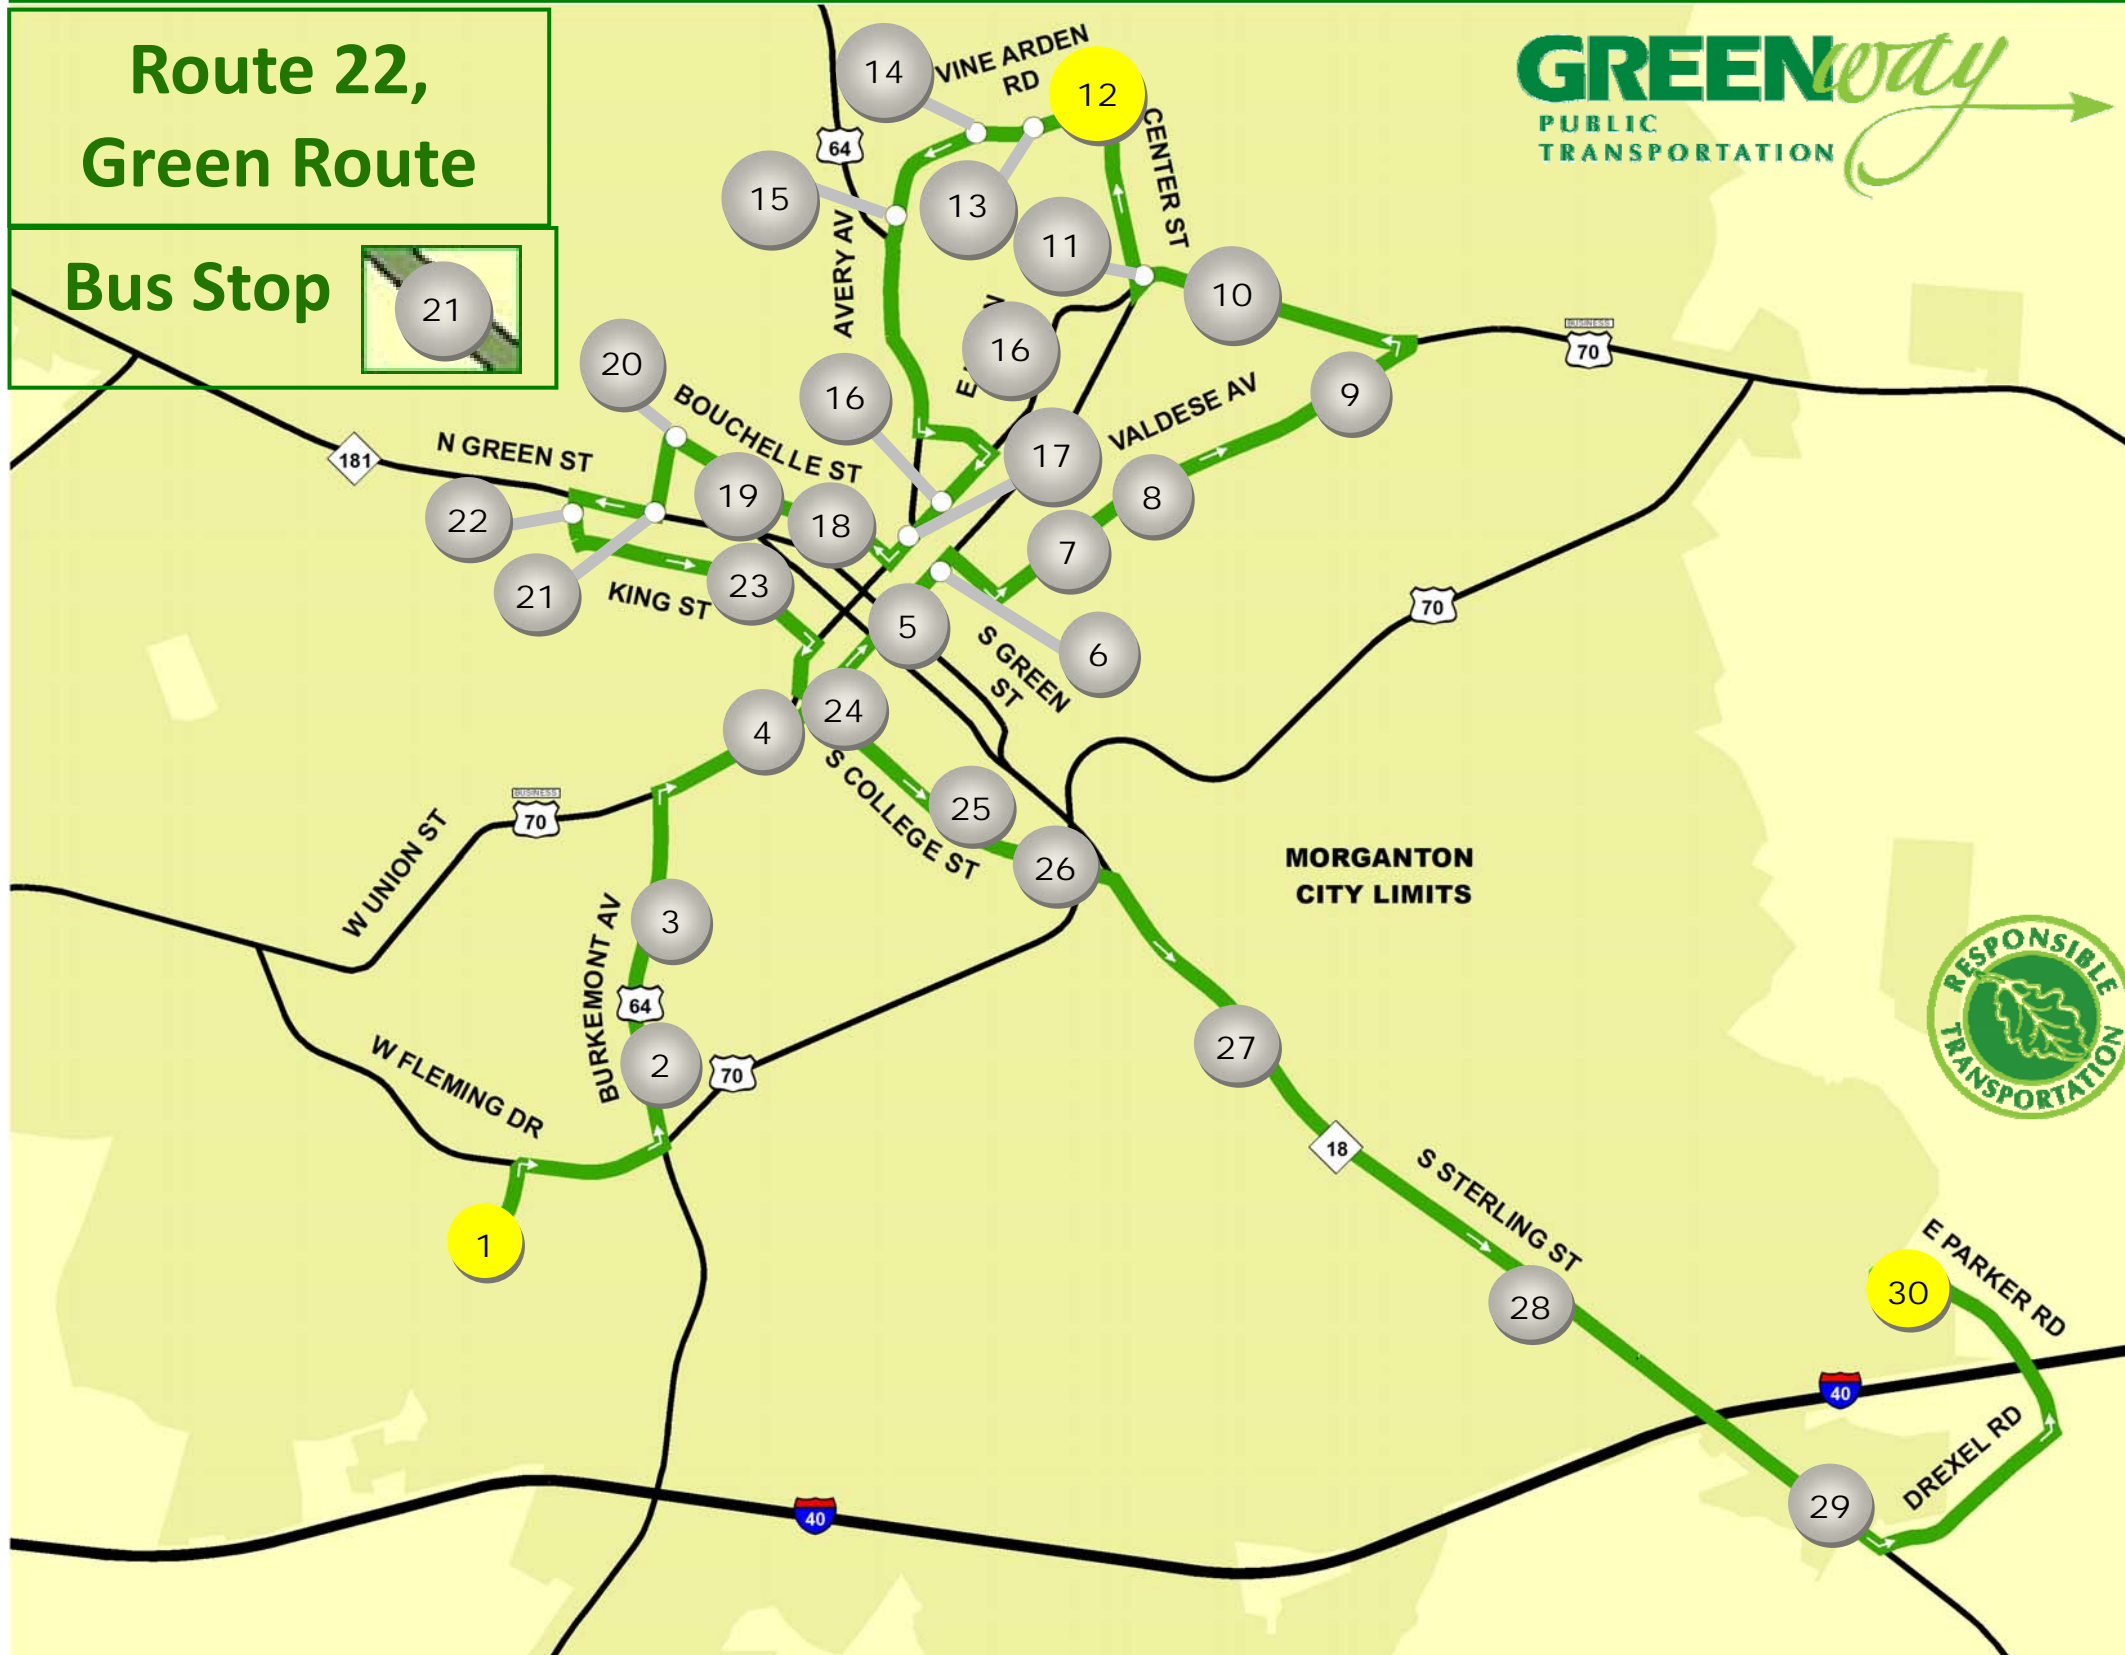 Route 22,
Green Route
Bus Stop
21
GREENway
PUBLIC
TRANSPORTATION
VINE ARDEN
RD
14
12
64
CENTER ST
15
13
11
AVERY AV
10
16
BUSINESS
70
20
16
9
BOUCHELLE ST
VALDESE AV
N GREEN ST
181
17
19
8
22
18
7
21
KING ST
23
5
6
70
S GREEN
ST
24
4
S COLLEGE ST
25
BUSINESS
70
W UNION ST
26
MORGANTON
CITY LIMITS
3
BURKEMONT AV
64
RESPONSIBLE
TRANSPORTATION
27
2
70
W FLEMING DR
18
S STERLING ST
1
E PARKER RD
30
28
40
DREXEL RD
29
40